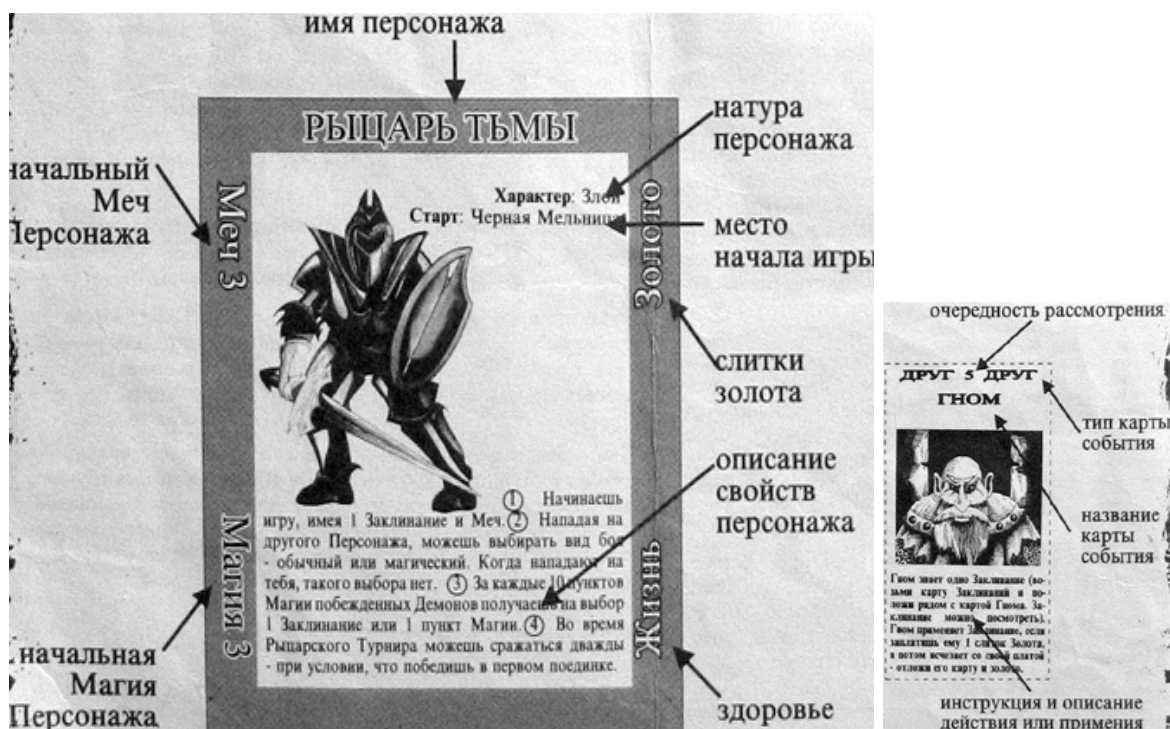 имя персонажа
РЫЦАРЬ ТЬМЫ
натура
персонажа
начальный
Меч
Персонажа
Меч 3
Характер: Злой
Старт: Черная Мельница
Золото
место
начала игры
слитки
золота
① Начинаешь
игру, имея 1 Заклинание и Меч. ② Нападая на
другого Персонажа, можешь выбирать вид боя
- обычный или магический. Когда нападают на
тебя, такого выбора нет. ③ За каждые 10 пунктов
Магии побежденных Демонов получаешь на выбор
1 Заклинание или 1 пункт Магии. ④ Во время
Рыцарского Турнира можешь сражаться дважды
- при условии, что победишь в первом поединке.
описание
свойств
персонажа
Магия 3
Жизнь
начальная
Магия
Персонажа
здоровье
очередность рассмотрения
ДРУГ 5 ДРУГ
ГНОМ
тип карты
события
название
карты
события
Гном знает одно Заклинание (во-
зьми карту Заклинаний и по-
ложи рядом с картой Гнома. За-
клинание можно посмотреть).
Гном применяет Заклинание, если
заплатишь ему 1 слиток Золота,
а потом исчезает со своей платой
- отложи его карту и золото.
инструкция и описание
действия или примения